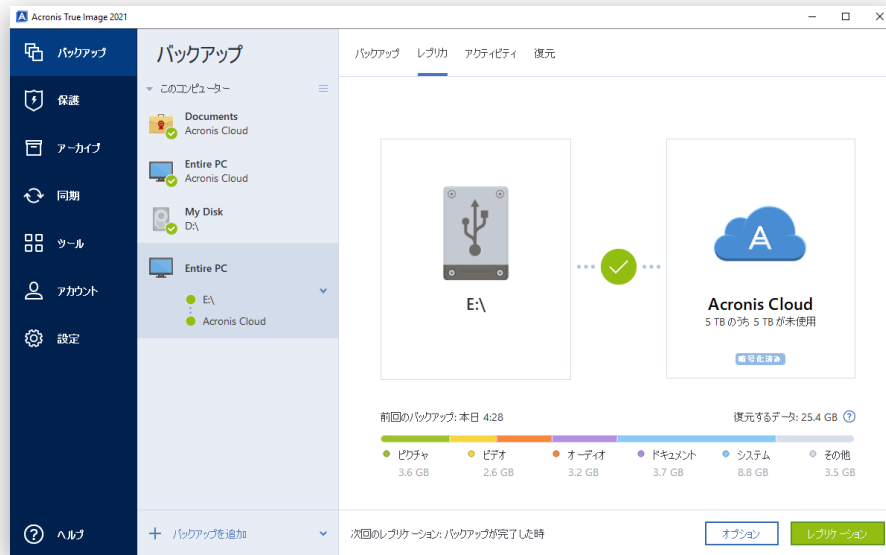 Acronis True Image 2021
バックアップ
保護
アーカイブ
同期
ツール
アカウント
設定
ヘルプ
バックアップ
このコンピューター
Documents
Acronis Cloud
Entire PC
Acronis Cloud
My Disk
D:\
Entire PC
E:\
Acronis Cloud
バックアップを追加
バックアップ レプリカ アクティビティ 復元
E:\
Acronis Cloud
5 TB のうち 5 TB が未使用
暗号化済み
前回のバックアップ: 本日 4:28 復元するデータ: 25.4 GB ?
ピクチャ ビデオ オーディオ ドキュメント システム その他
3.6 GB 2.6 GB 3.2 GB 3.7 GB 8.8 GB 3.5 GB
次回のレプリケーション: バックアップが完了した時 オプション レプリケーション